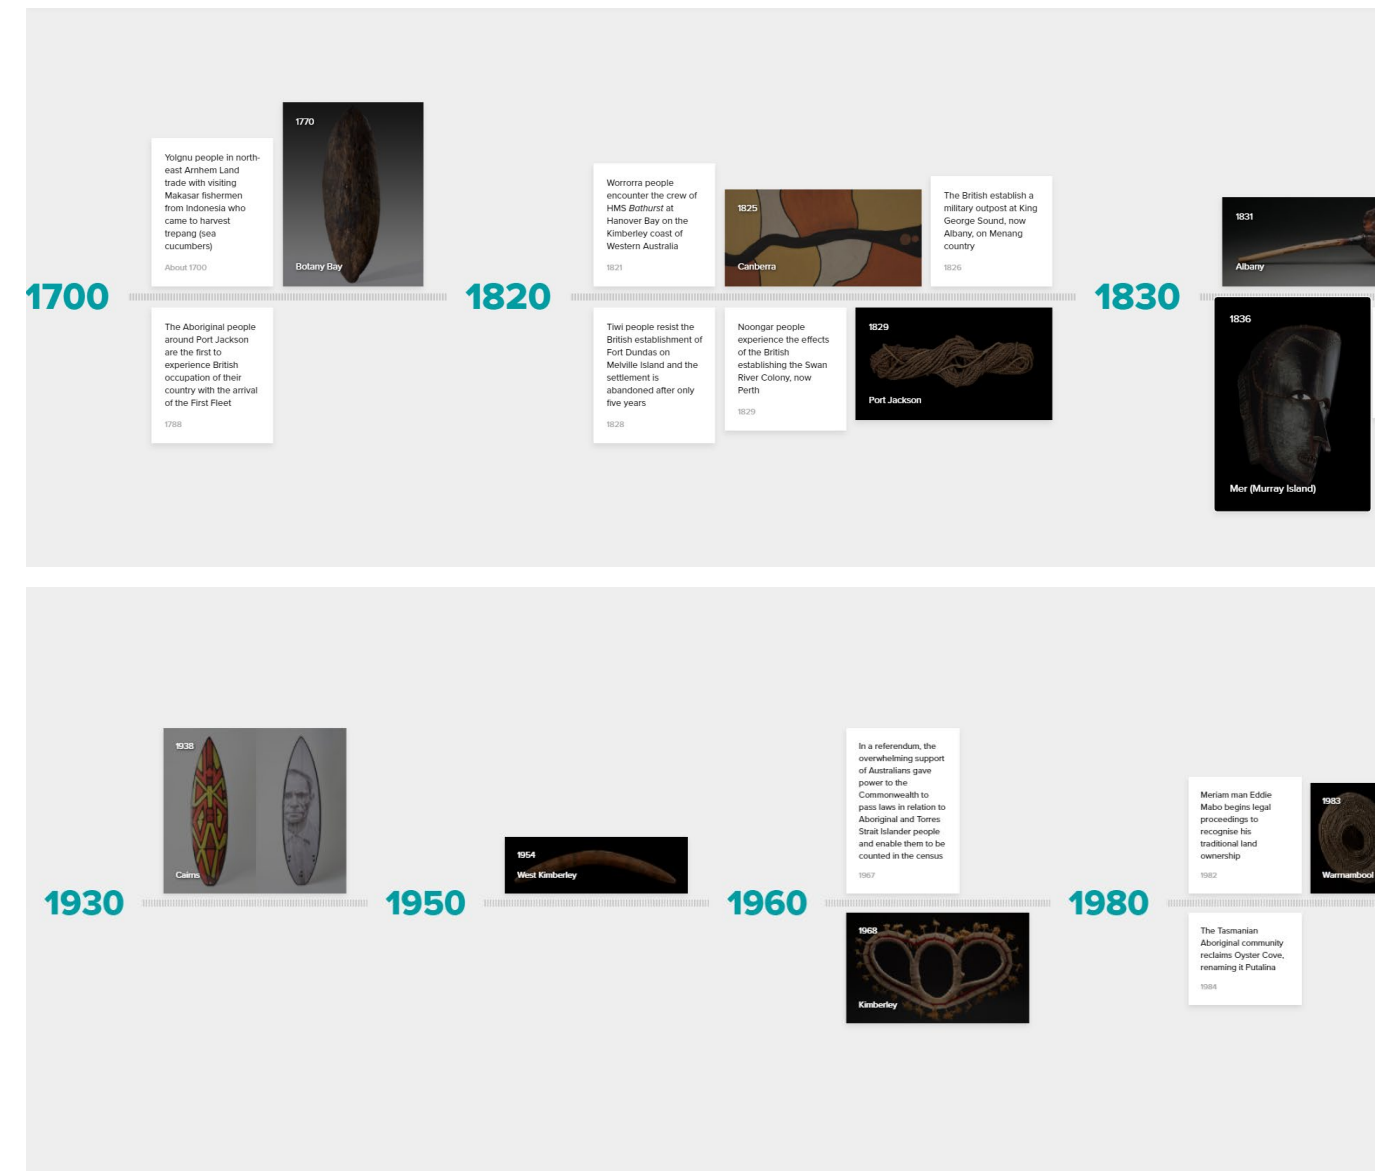 1770
Botany Bay
Yolgnu people in north-
east Arnhem Land
trade with visiting
Makasar fishermen
from Indonesia who
came to harvest
trepang (sea
cucumbers)
About 1700
1700
The Aboriginal people
around Port Jackson
are the first to
experience British
occupation of their
country with the arrival
of the First Fleet
1788
1820
Worrorra people
encounter the crew of
HMS Bathurst at
Hanover Bay on the
Kimberley coast of
Western Australia
1821
1825
Canberra
The British establish a
military outpost at King
George Sound, now
Albany, on Menang
country
1826
Tiwi people resist the
British establishment of
Fort Dundas on
Melville Island and the
settlement is
abandoned after only
five years
1828
Noongar people
experience the effects
of the British
establishing the Swan
River Colony, now
Perth
1829
1829
Port Jackson
1830
1831
Albany
1836
Mer (Murray Island)
1930
1938
Cairns
1950
1954
West Kimberley
1960
In a referendum, the
overwhelming support
of Australians gave
power to the
Commonwealth to
pass laws in relation to
Aboriginal and Torres
Strait Islander people
and enable them to be
counted in the census
1967
1968
Kimberley
1980
Meriam man Eddie
Mabo begins legal
proceedings to
recognise his
traditional land
ownership
1982
1983
Warrnambool
The Tasmanian
Aboriginal community
reclaims Oyster Cove,
renaming it Putalina
1984